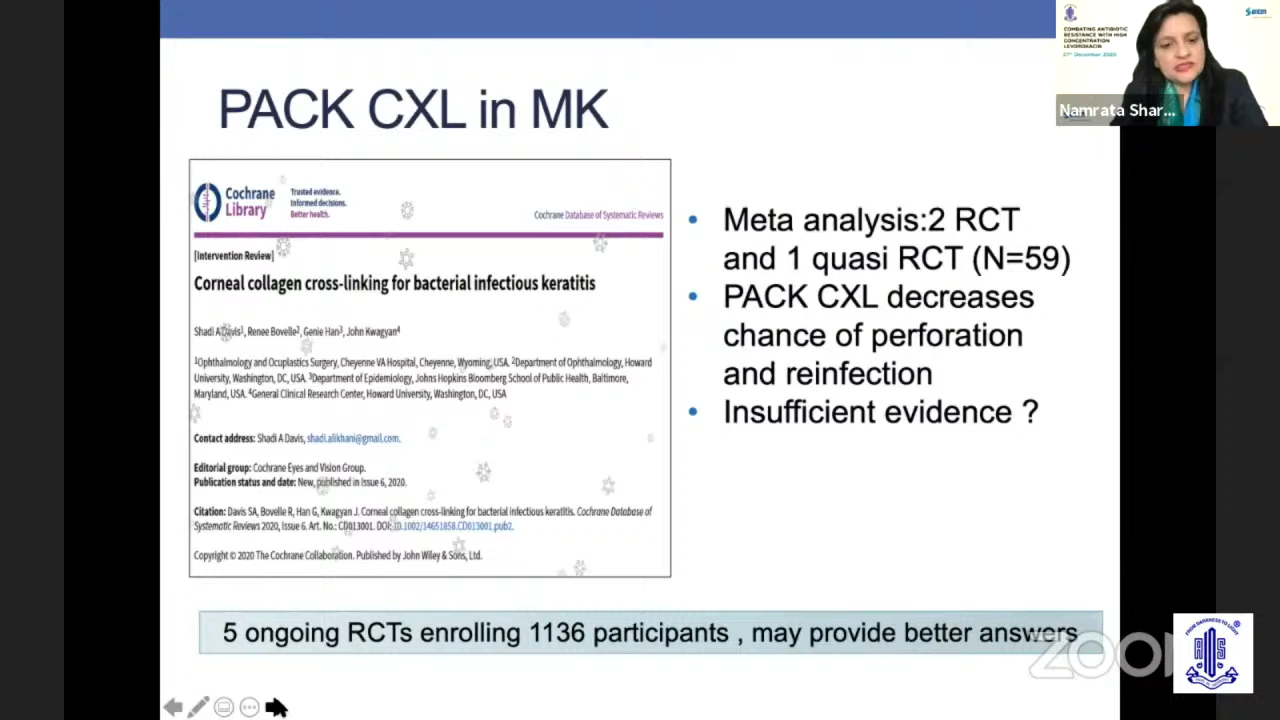 COMBATING ANTIBIOTIC
RESISTANCE WITH HIGH
CONCENTRATION
LEVOFLOXACIN
27th December 2020
Santen
Namrata Shar...
PACK CXL in MK
Cochrane
Library
Trusted evidence.
Informed decisions.
Better health.
Cochrane Database of Systematic Reviews
[Intervention Review]
Corneal collagen cross-linking for bacterial infectious keratitis
Shadi A Davis1, Renee Bovelle2, Genie Han3, John Kwagyan4
1Ophthalmology and Ocuplastics Surgery, Cheyenne VA Hospital, Cheyenne, Wyoming, USA. 2Department of Ophthalmology, Howard
University, Washington, DC, USA. 3Department of Epidemiology, Johns Hopkins Bloomberg School of Public Health, Baltimore,
Maryland, USA. 4General Clinical Research Center, Howard University, Washington, DC, USA
Contact address: Shadi A Davis, shadi.alikhani@gmail.com.
Editorial group: Cochrane Eyes and Vision Group.
Publication status and date: New, published in Issue 6, 2020.
Citation: Davis SA, Bovelle R, Han G, Kwagyan J. Corneal collagen cross-linking for bacterial infectious keratitis. Cochrane Database of
Systematic Reviews 2020, Issue 6. Art. No.: CD013001. DOI: 10.1002/14651858.CD013001.pub2.
Copyright © 2020 The Cochrane Collaboration. Published by John Wiley & Sons, Ltd.
• Meta analysis:2 RCT
and 1 quasi RCT (N=59)
• PACK CXL decreases
chance of perforation
and reinfection
• Insufficient evidence ?
5 ongoing RCTs enrolling 1136 participants , may provide better answers
zoom
FROM DARKNESS TO LIGHT
AIOS